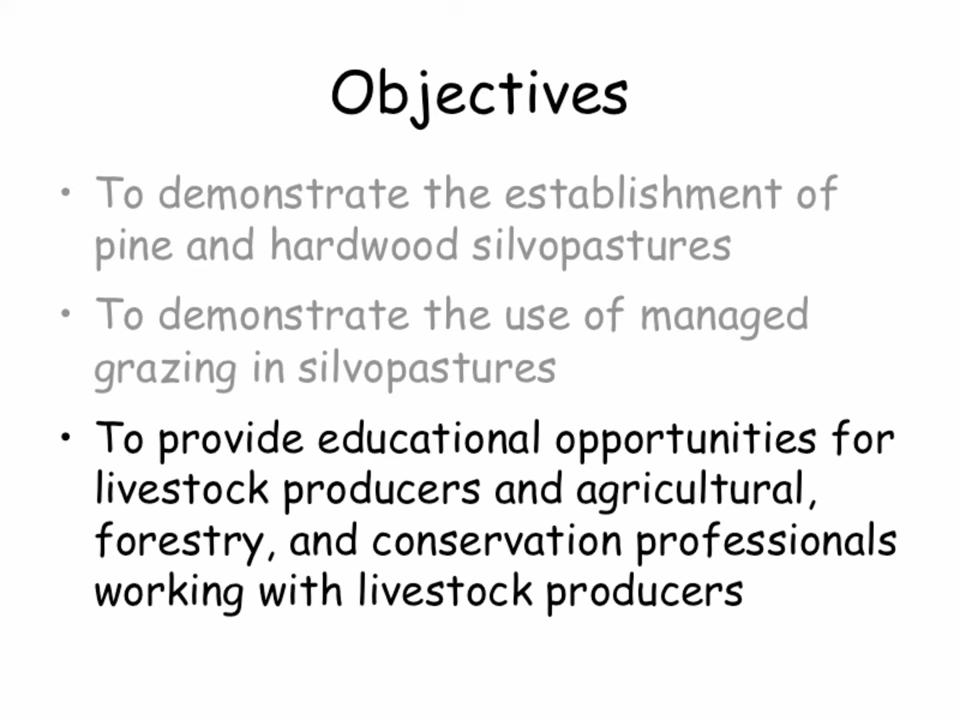 Objectives
• To demonstrate the establishment of
pine and hardwood silvopastures
• To demonstrate the use of managed
grazing in silvopastures
• To provide educational opportunities for
livestock producers and agricultural,
forestry, and conservation professionals
working with livestock producers